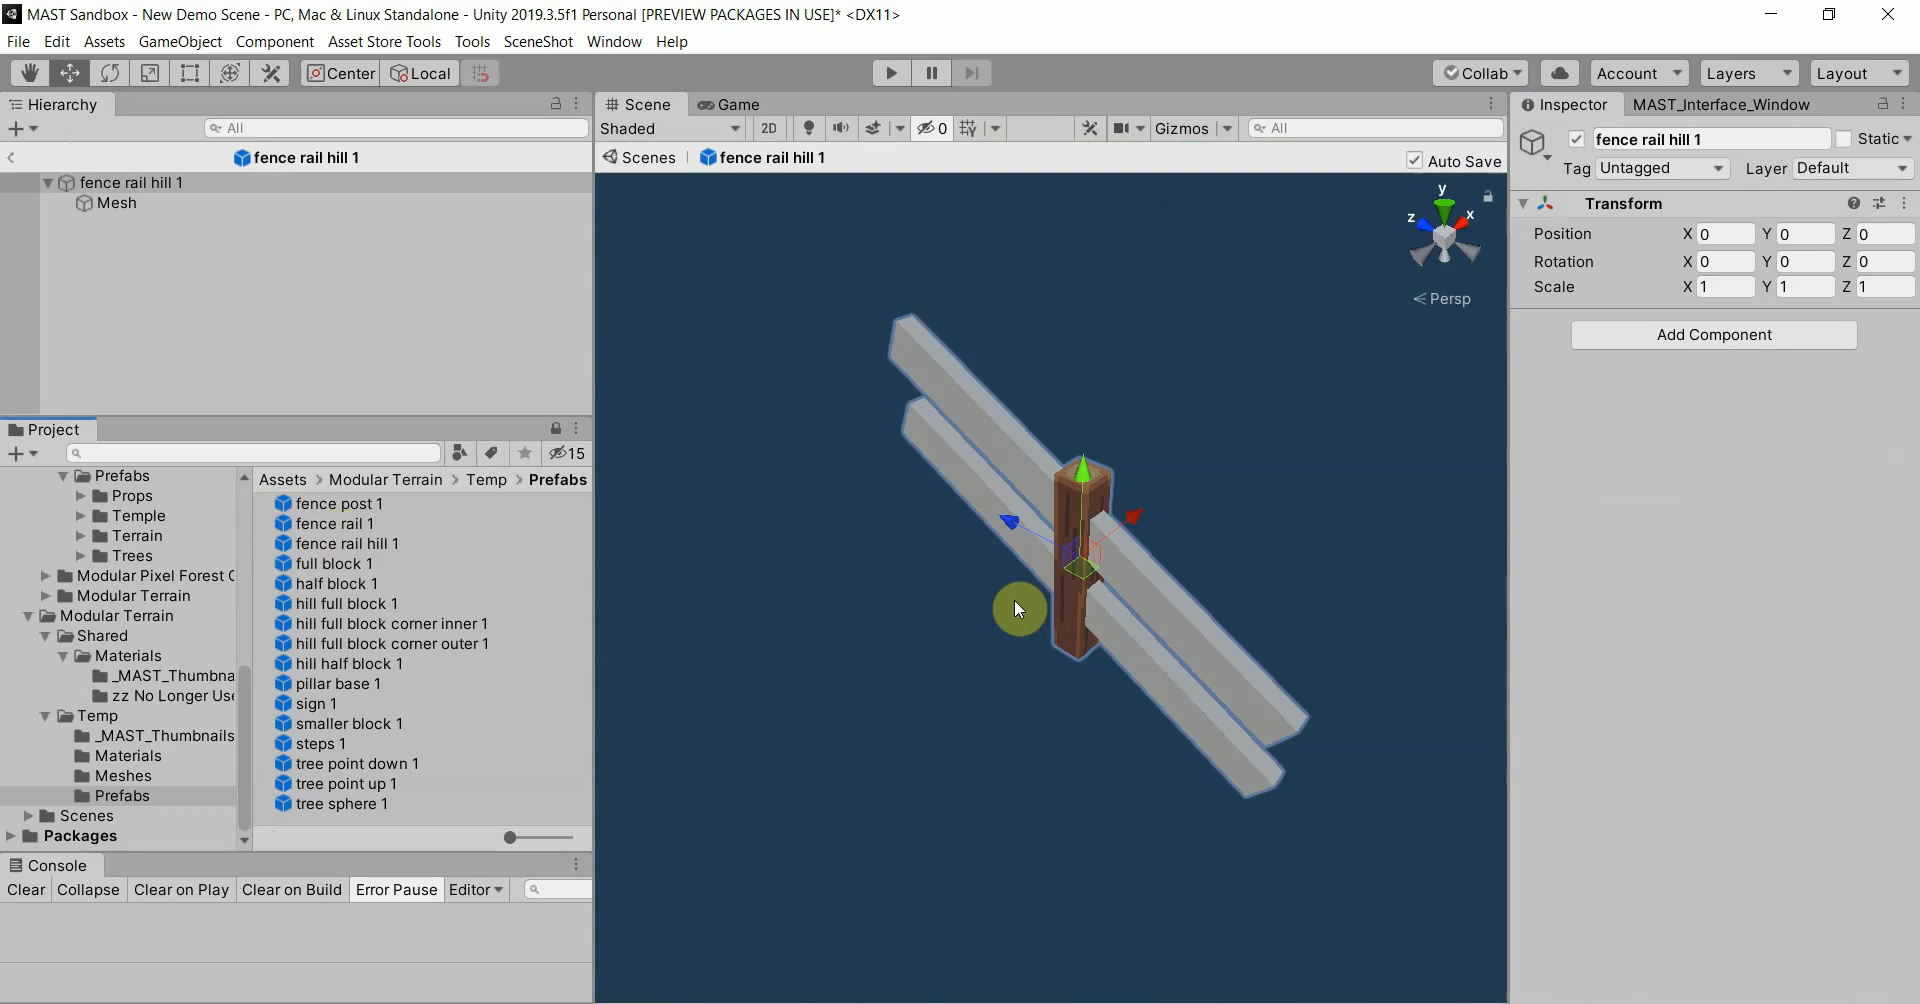 MAST Sandbox - New Demo Scene - PC, Mac & Linux Standalone - Unity 2019.3.5f1 Personal [PREVIEW PACKAGES IN USE]* <DX11>
File Edit Assets GameObject Component Asset Store Tools Tools SceneShot Window Help
Center Local Collab Account Layers Layout
Hierarchy
All
fence rail hill 1
fence rail hill 1
Mesh
Project
15
Prefabs
Props
Temple
Terrain
Trees
Modular Pixel Forest C
Modular Terrain
Modular Terrain
Shared
Materials
_MAST_Thumbna
zz No Longer Use
Temp
_MAST_Thumbnails
Materials
Meshes
Prefabs
Scenes
Packages
Assets > Modular Terrain > Temp > Prefabs
fence post 1
fence rail 1
fence rail hill 1
full block 1
half block 1
hill full block 1
hill full block corner inner 1
hill full block corner outer 1
hill half block 1
pillar base 1
sign 1
smaller block 1
steps 1
tree point down 1
tree point up 1
tree sphere 1
Console
Clear Collapse Clear on Play Clear on Build Error Pause Editor
Scene Game
Shaded 2D 0 Gizmos All
Scenes | fence rail hill 1 Auto Save
y
z x
< Persp
Inspector MAST_Interface_Window
fence rail hill 1 Static
Tag Untagged Layer Default
Transform
Position X 0 Y 0 Z 0
Rotation X 0 Y 0 Z 0
Scale X 1 Y 1 Z 1
Add Component